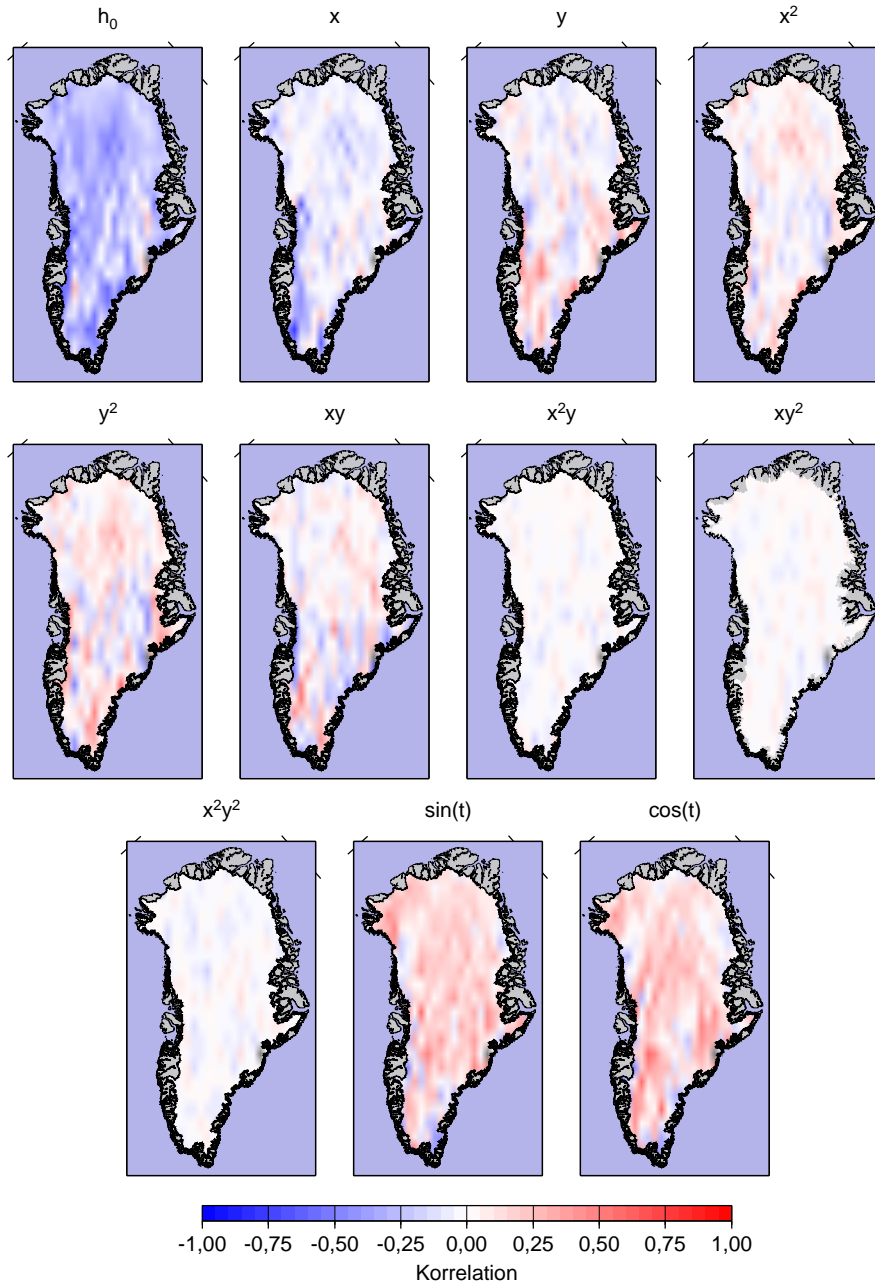 h₀ x y x²
y² xy x²y xy²
x²y² sin(t) cos(t)
-1,00 -0,75 -0,50 -0,25 0,00 0,25 0,50 0,75 1,00
Korrelation